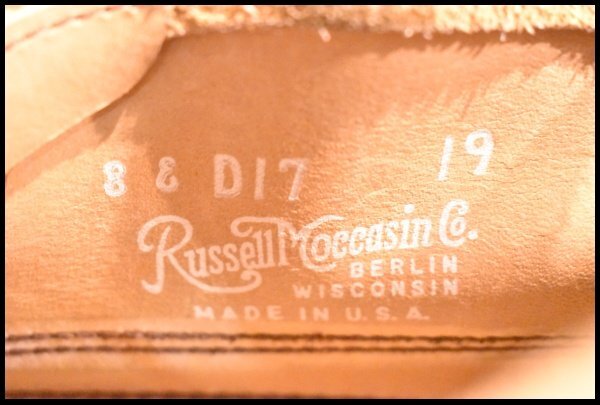 8 E D17 19
Russell Moccasin Co.
BERLIN
WISCONSIN
MADE IN U.S.A.